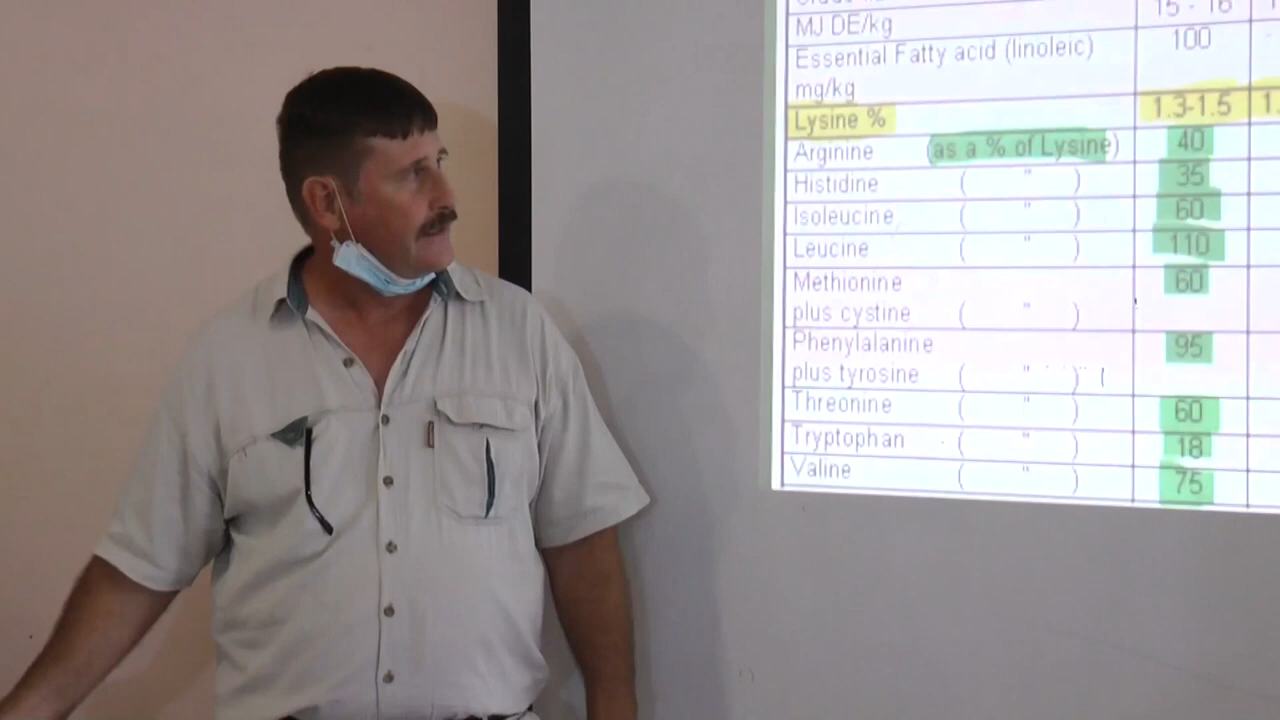 MJ DE/kg 15 - 16
Essential Fatty acid (linoleic) 100
mg/kg
Lysine % 1.3-1.5 1.
Arginine (as a % of Lysine) 40
Histidine ( " ) 35
Isoleucine ( " ) 60
Leucine ( " ) 110
Methionine 60
plus cystine ( " )
Phenylalanine 95
plus tyrosine ( " )
Threonine ( " ) 60
Tryptophan ( " ) 18
Valine ( " ) 75